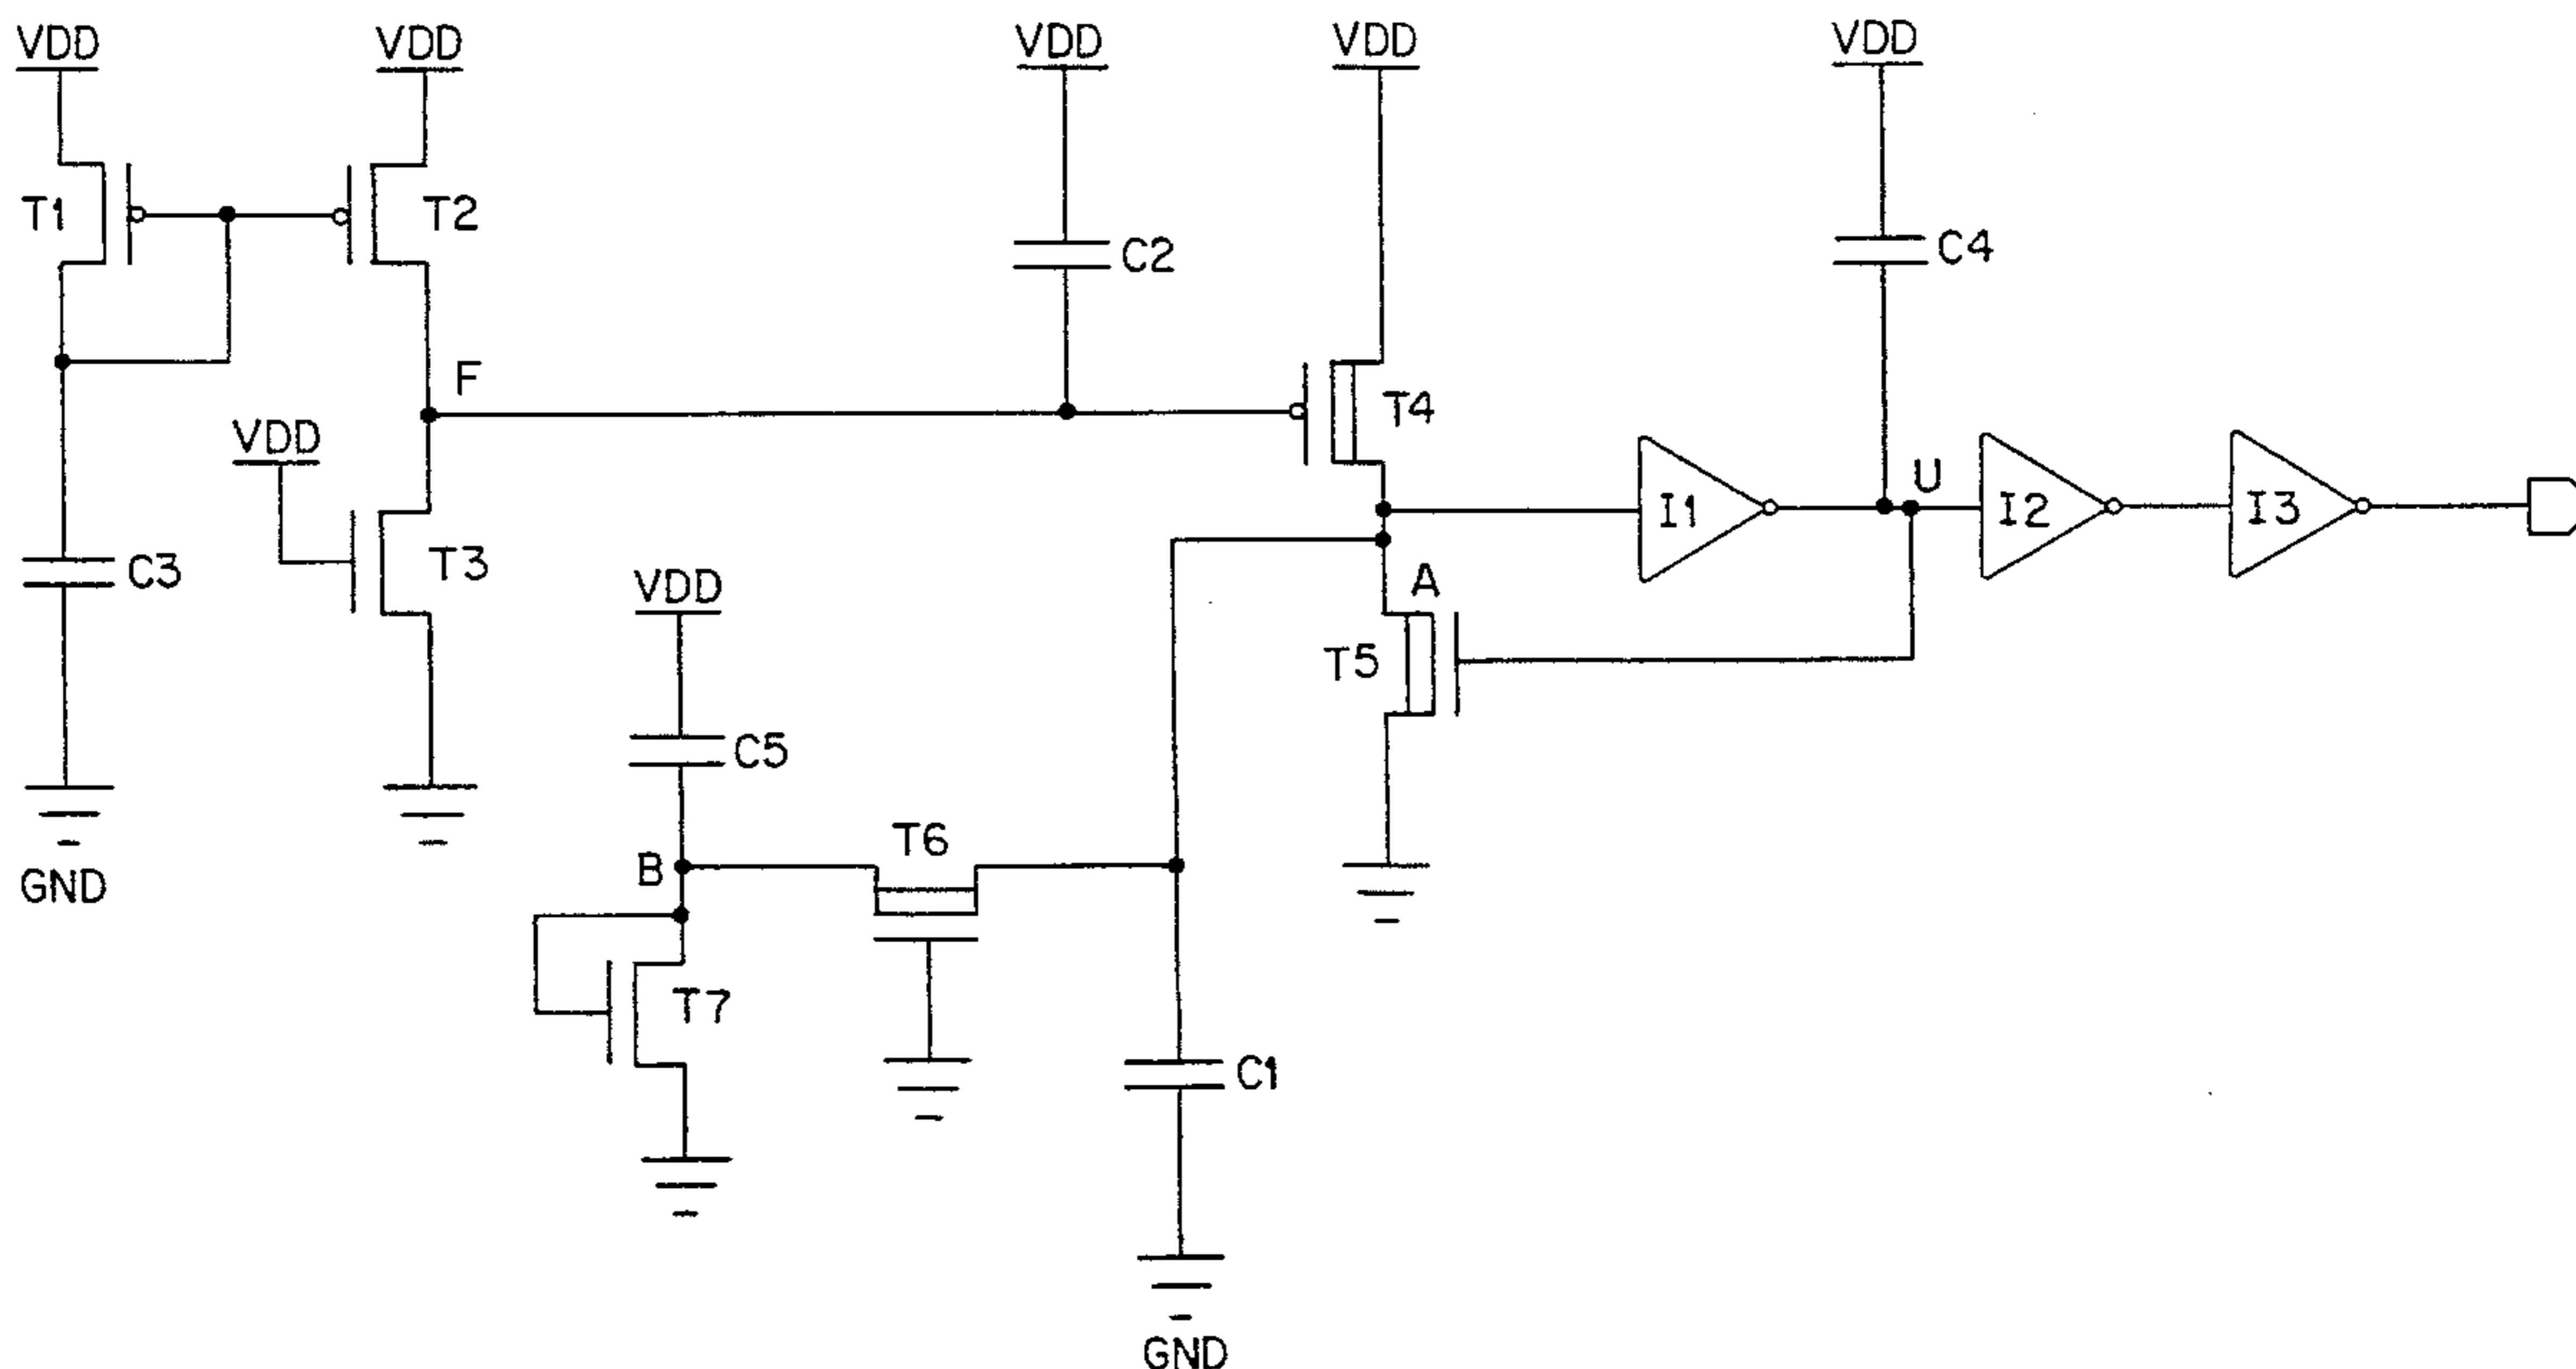 VDD VDD VDD VDD VDD
T1 T2 C2 C4
F T4
VDD U
I1 I2 I3
C3 T3 VDD A
T5
C5
GND B T6
T7 C1
GND